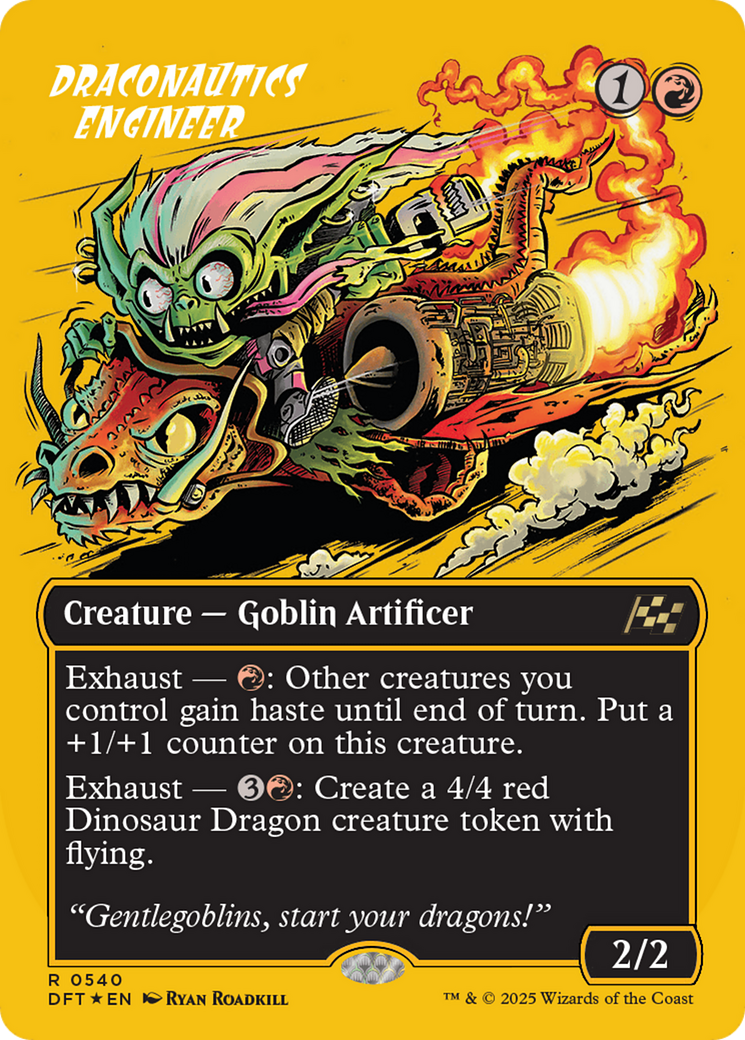 DRACONAUTICS
ENGINEER
1
Creature — Goblin Artificer
Exhaust — : Other creatures you
control gain haste until end of turn. Put a
+1/+1 counter on this creature.
Exhaust — 3: Create a 4/4 red
Dinosaur Dragon creature token with
flying.
“Gentlegoblins, start your dragons!”
2/2
R 0540
DFT★EN Ryan Roadkill
™ & © 2025 Wizards of the Coast